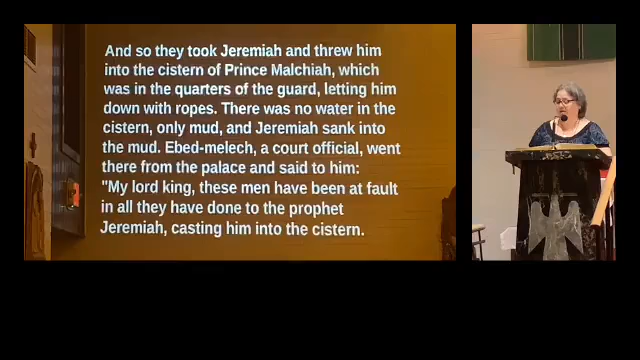 And so they took Jeremiah and threw him
into the cistern of Prince Malchiah, which
was in the quarters of the guard, letting him
down with ropes. There was no water in the
cistern, only mud, and Jeremiah sank into
the mud. Ebed-melech, a court official, went
there from the palace and said to him:
"My lord king, these men have been at fault
in all they have done to the prophet
Jeremiah, casting him into the cistern.